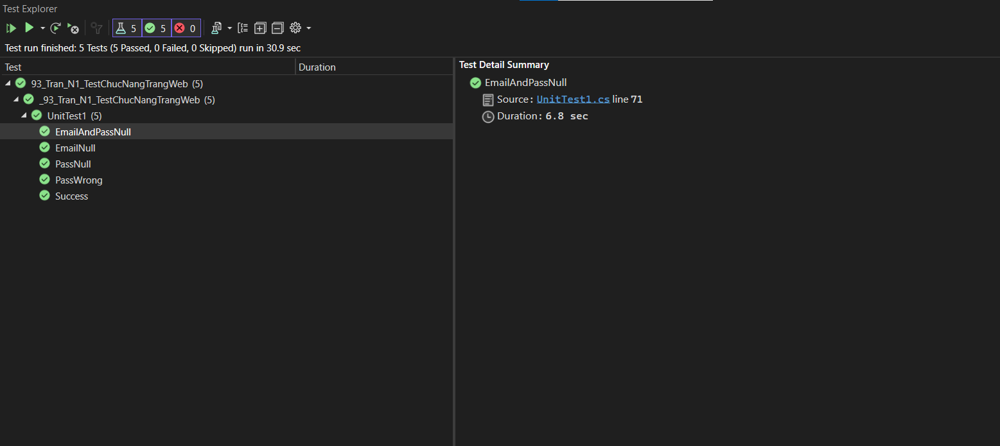 Test Explorer
5 5 0
Test run finished: 5 Tests (5 Passed, 0 Failed, 0 Skipped) run in 30.9 sec
Test Duration
93_Tran_N1_TestChucNangTrangWeb (5)
_93_Tran_N1_TestChucNangTrangWeb (5)
UnitTest1 (5)
EmailAndPassNull
EmailNull
PassNull
PassWrong
Success
Test Detail Summary
EmailAndPassNull
Source: UnitTest1.cs line 71
Duration: 6.8 sec